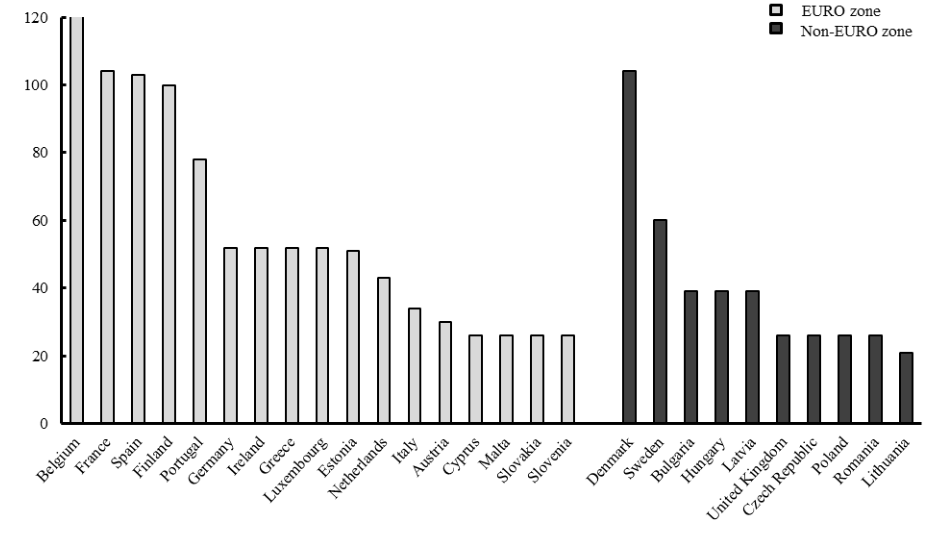 EURO zone
Non-EURO zone
120
100
80
60
40
20
0
Belgium
France
Spain
Finland
Portugal
Germany
Ireland
Greece
Luxembourg
Estonia
Netherlands
Italy
Austria
Cyprus
Malta
Slovakia
Slovenia
Denmark
Sweden
Bulgaria
Hungary
Latvia
United Kingdom
Czech Republic
Poland
Romania
Lithuania